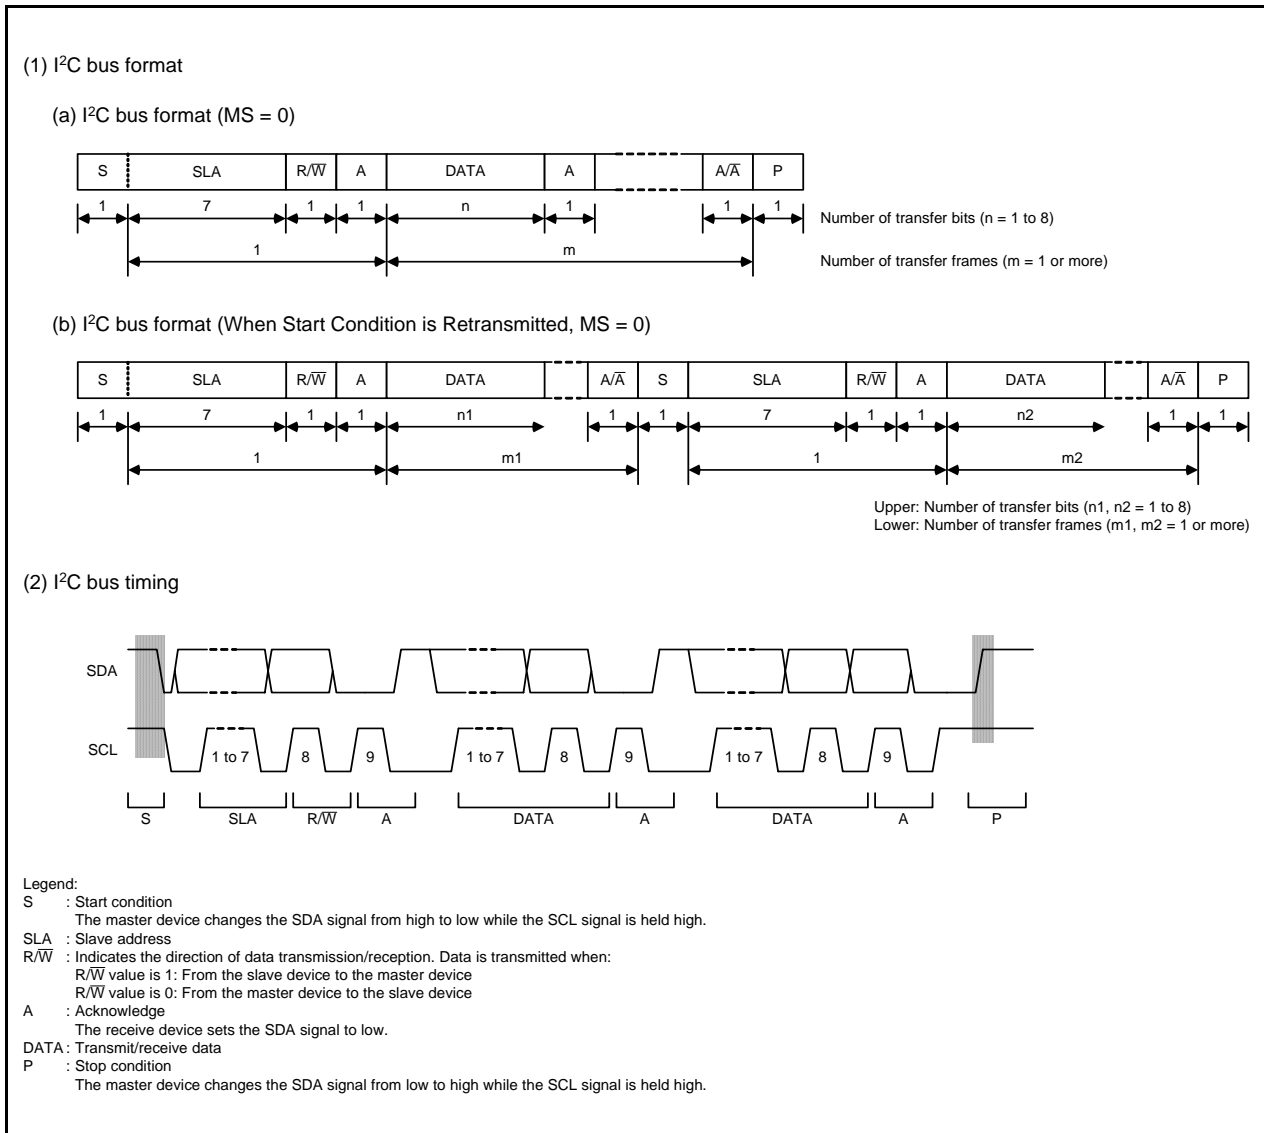 (1) I²C bus format
(a) I²C bus format (MS = 0)
S SLA R/W̅ A DATA A A/A̅ P
1 7 1 1 n 1 1 1 Number of transfer bits (n = 1 to 8)
1 m Number of transfer frames (m = 1 or more)
(b) I²C bus format (When Start Condition is Retransmitted, MS = 0)
S SLA R/W̅ A DATA A/A̅ S SLA R/W̅ A DATA A/A̅ P
1 7 1 1 n1 1 1 7 1 1 n2 1 1
1 m1 1 m2
Upper: Number of transfer bits (n1, n2 = 1 to 8)
Lower: Number of transfer frames (m1, m2 = 1 or more)
(2) I²C bus timing
SDA
SCL 1 to 7 8 9 1 to 7 8 9 1 to 7 8 9
S SLA R/W̅ A DATA A DATA A P
Legend:
S : Start condition
The master device changes the SDA signal from high to low while the SCL signal is held high.
SLA : Slave address
R/W̅ : Indicates the direction of data transmission/reception. Data is transmitted when:
R/W̅ value is 1: From the slave device to the master device
R/W̅ value is 0: From the master device to the slave device
A : Acknowledge
The receive device sets the SDA signal to low.
DATA : Transmit/receive data
P : Stop condition
The master device changes the SDA signal from low to high while the SCL signal is held high.